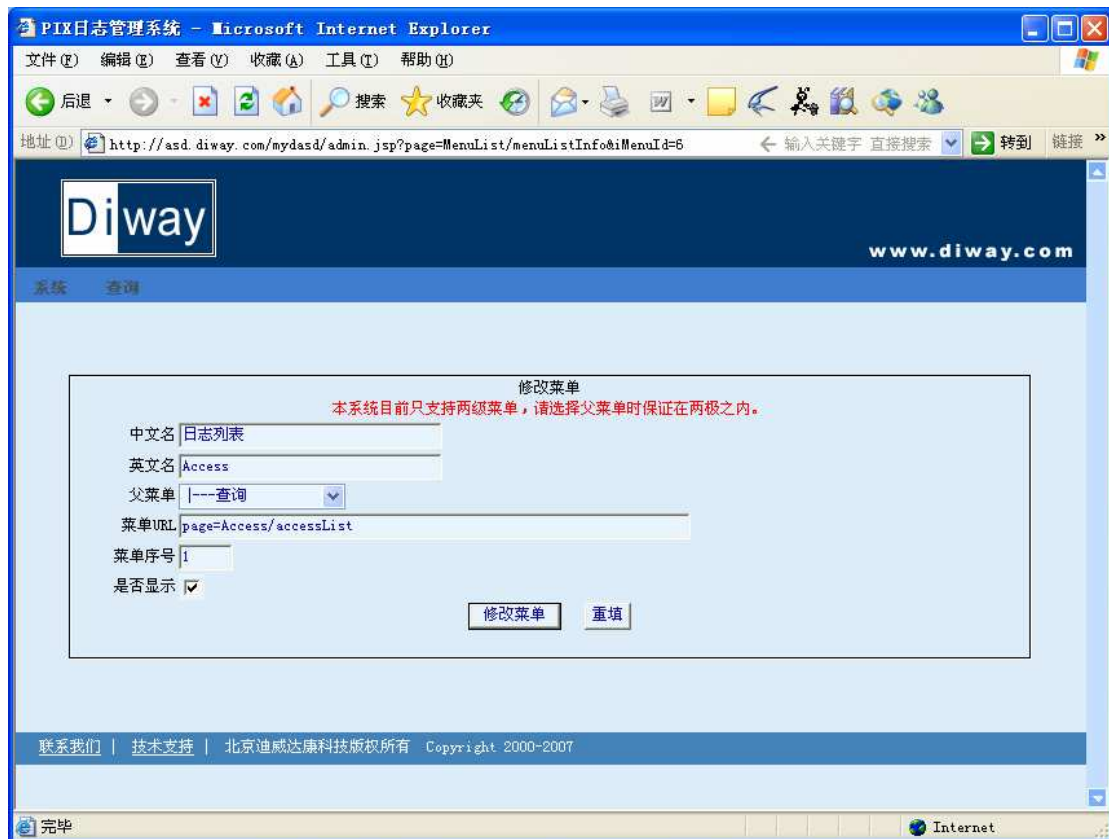 PIX日志管理系统 - Microsoft Internet Explorer
文件(F) 编辑(E) 查看(V) 收藏(A) 工具(T) 帮助(H)
后退 搜索 收藏夹
地址(D) http://asd.diway.com/mydasd/admin.jsp?page=MenuList/menuListInfo&iMenuId=6 输入关键字 直接搜索 转到 链接 »
Diway
www.diway.com
系统 查询
修改菜单
本系统目前只支持两级菜单，请选择父菜单时保证在两极之内。
中文名 日志列表
英文名 Access
父菜单 |---查询
菜单URL page=Access/accessList
菜单序号 1
是否显示
修改菜单 重填
联系我们 | 技术支持 | 北京迪威达康科技版权所有 Copyright 2000-2007
完毕 Internet